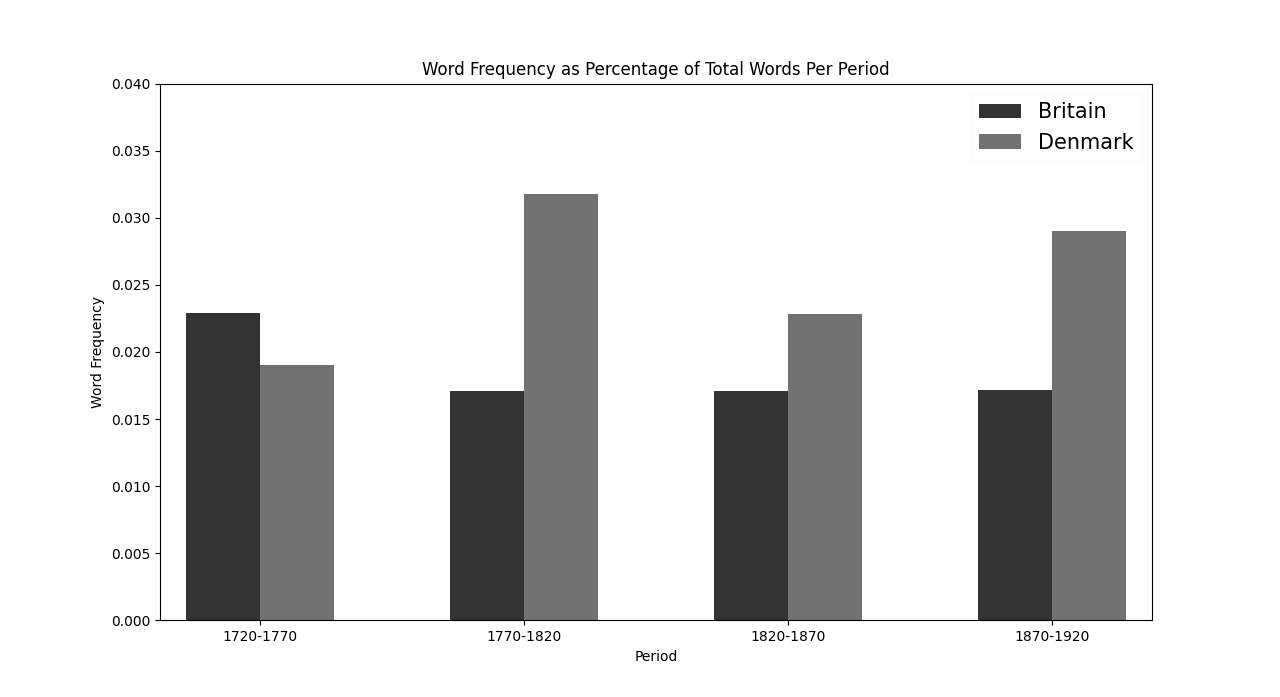 Word Frequency as Percentage of Total Words Per Period
0.040
0.035
0.030
0.025
0.020
0.015
0.010
0.005
0.000
Word Frequency
Britain
Denmark
1720-1770
1770-1820
1820-1870
1870-1920
Period